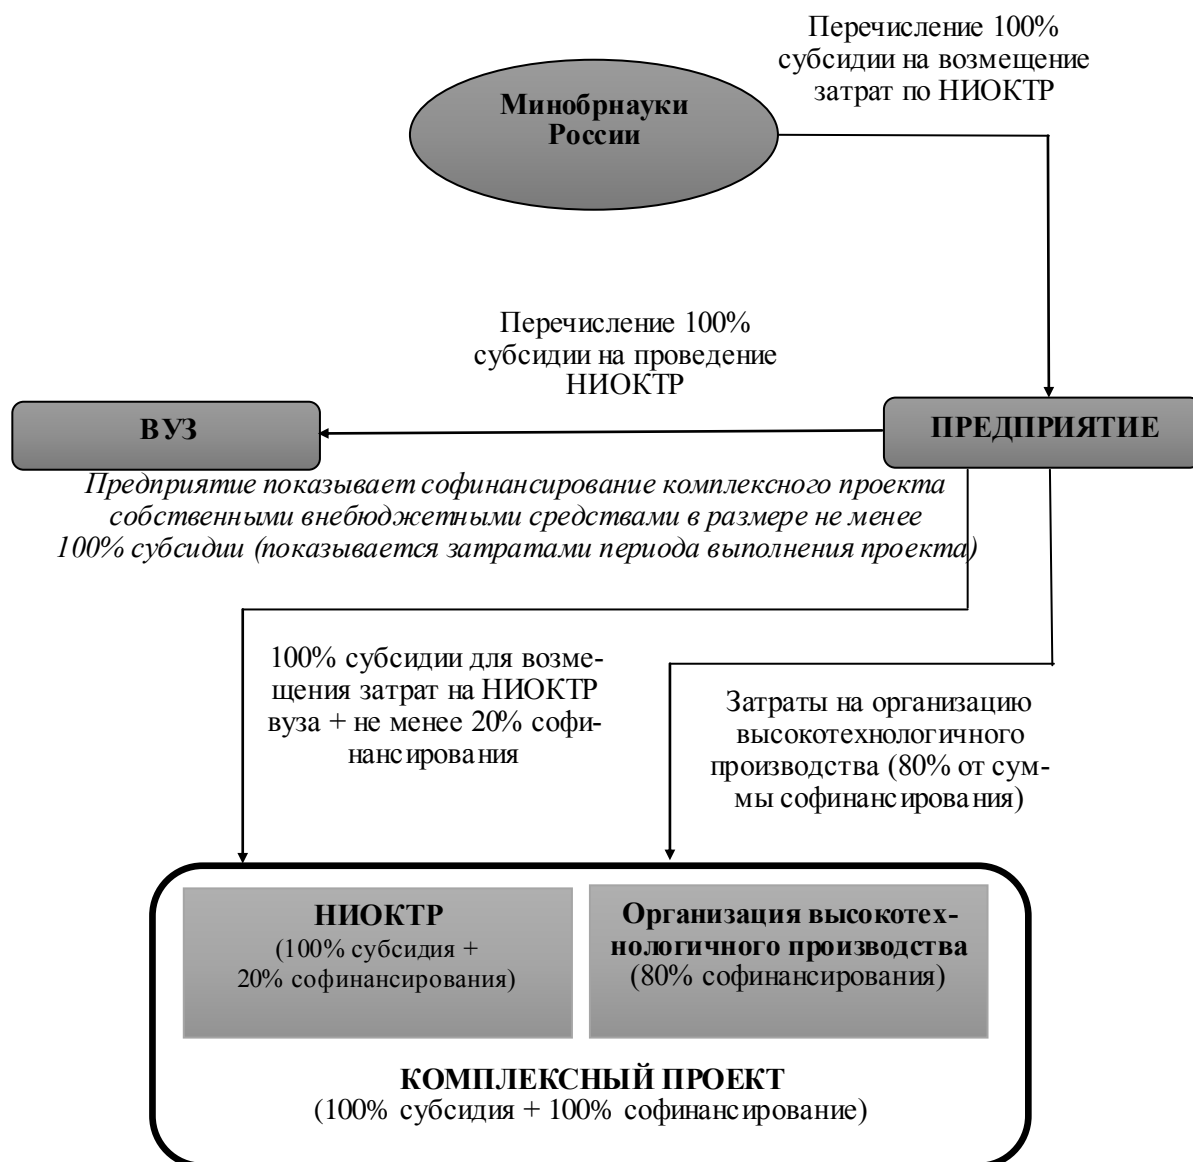 Перечисление 100%
субсидии на возмещение
затрат по НИОКТР
Минобрнауки
России
Перечисление 100%
субсидии на проведение
НИОКТР
ВУЗ
ПРЕДПРИЯТИЕ
Предприятие показывает софинансирование комплексного проекта
собственными внебюджетными средствами в размере не менее
100% субсидии (показывается затратами периода выполнения проекта)
100% субсидии для возме-
щения затрат на НИОКТР
вуза + не менее 20% софи-
нансирования
Затраты на организацию
высокотехнологичного
производства (80% от сум-
мы софинансирования)
НИОКТР
(100% субсидия +
20% софинансирования)
Организация высокотех-
нологичного производства
(80% софинансирования)
КОМПЛЕКСНЫЙ ПРОЕКТ
(100% субсидия + 100% софинансирование)